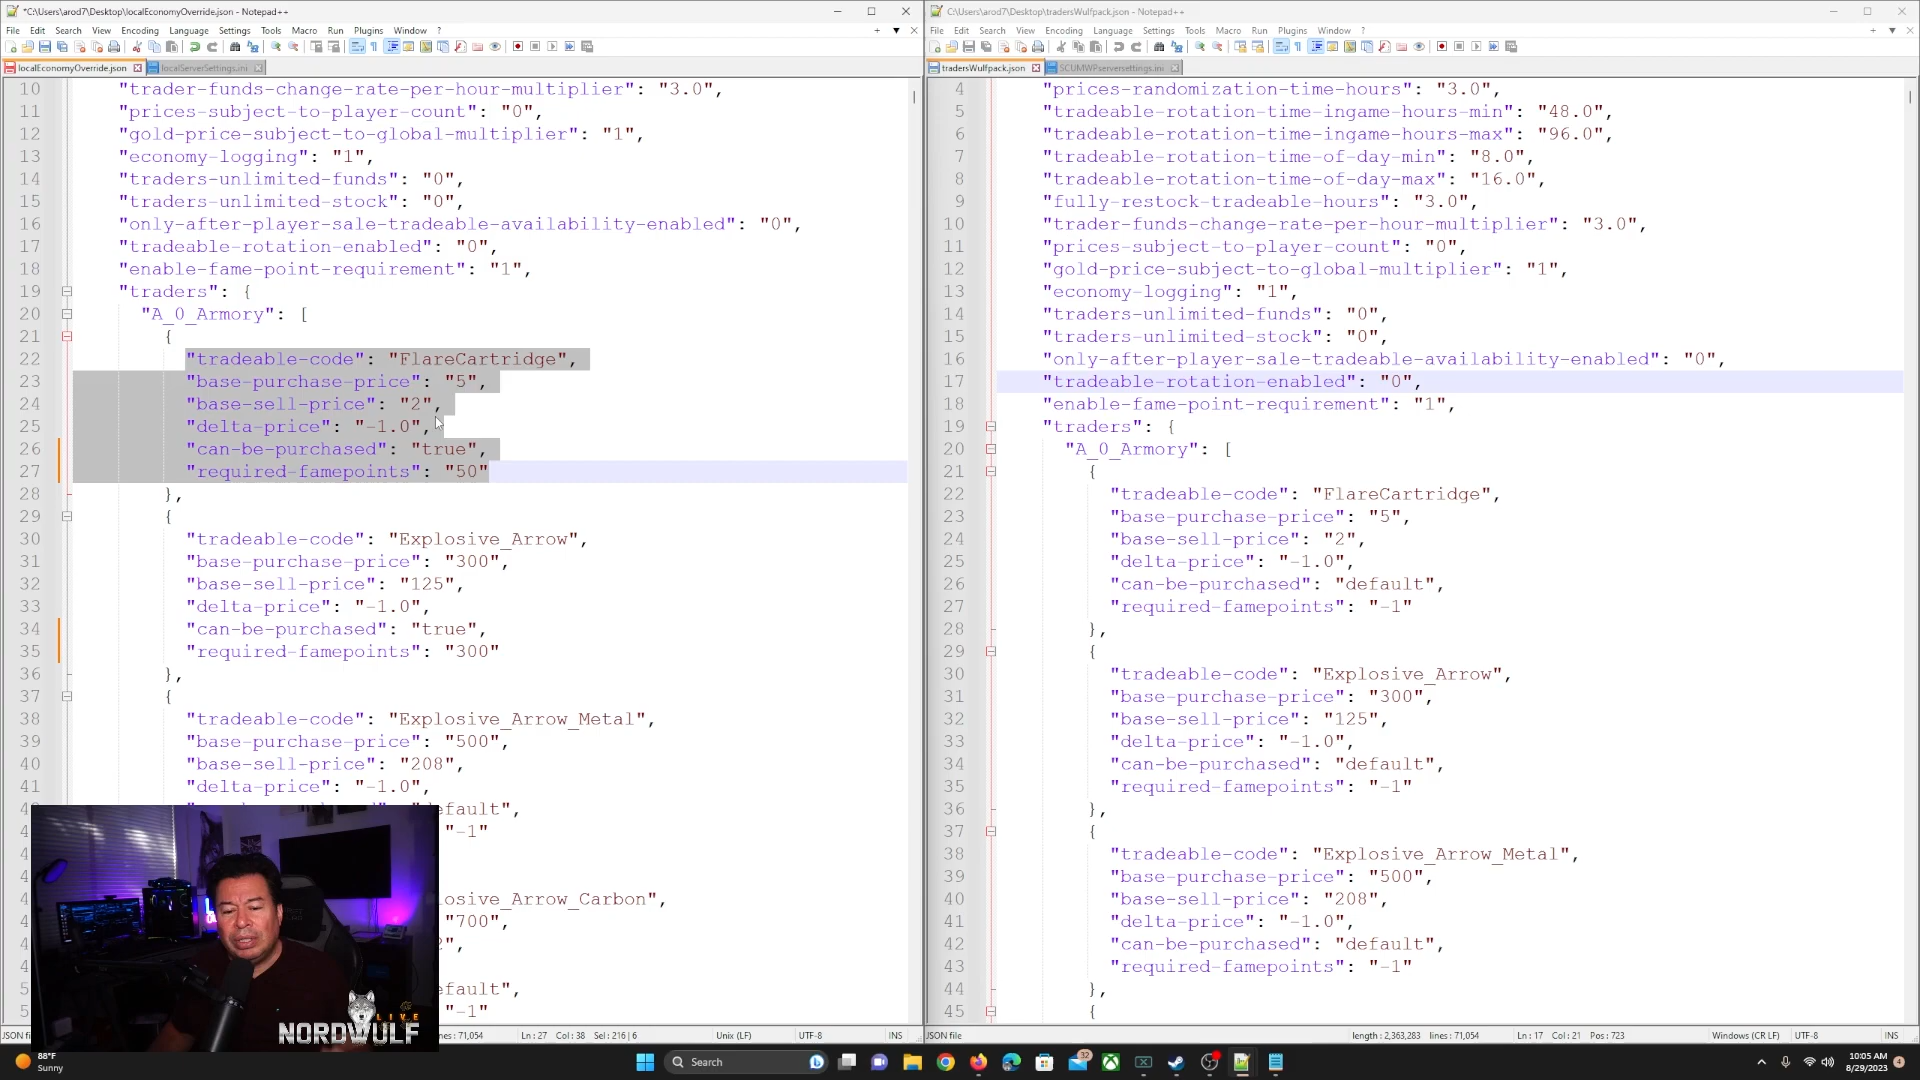 *C:\Users\arod7\Desktop\localEconomyOverride.json - Notepad++
File Edit Search View Encoding Language Settings Tools Macro Run Plugins Window ?
localEconomyOverride.json localServerSettings.ini
10 "trader-funds-change-rate-per-hour-multiplier": "3.0",
11 "prices-subject-to-player-count": "0",
12 "gold-price-subject-to-global-multiplier": "1",
13 "economy-logging": "1",
14 "traders-unlimited-funds": "0",
15 "traders-unlimited-stock": "0",
16 "only-after-player-sale-tradeable-availability-enabled": "0",
17 "tradeable-rotation-enabled": "0",
18 "enable-fame-point-requirement": "1",
19 "traders": {
20 "A_0_Armory": [
21 {
22 "tradeable-code": "FlareCartridge",
23 "base-purchase-price": "5",
24 "base-sell-price": "2",
25 "delta-price": "-1.0",
26 "can-be-purchased": "true",
27 "required-famepoints": "50"
28 },
29 {
30 "tradeable-code": "Explosive_Arrow",
31 "base-purchase-price": "300",
32 "base-sell-price": "125",
33 "delta-price": "-1.0",
34 "can-be-purchased": "true",
35 "required-famepoints": "300"
36 },
37 {
38 "tradeable-code": "Explosive_Arrow_Metal",
39 "base-purchase-price": "500",
40 "base-sell-price": "208",
41 "delta-price": "-1.0",
efault",
"-1"
losive_Arrow_Carbon",
"700",
2",
efault",
"-1"
LIVE
NORDWULF
JSON fi nes: 71,054 Ln: 27 Col: 38 Sel: 216 | 6 Unix (LF) UTF-8 INS
C:\Users\arod7\Desktop\tradersWulfpack.json - Notepad++
File Edit Search View Encoding Language Settings Tools Macro Run Plugins Window ?
tradersWulfpack.json SCUMWPserversettings.ini
4 "prices-randomization-time-hours": "3.0",
5 "tradeable-rotation-time-ingame-hours-min": "48.0",
6 "tradeable-rotation-time-ingame-hours-max": "96.0",
7 "tradeable-rotation-time-of-day-min": "8.0",
8 "tradeable-rotation-time-of-day-max": "16.0",
9 "fully-restock-tradeable-hours": "3.0",
10 "trader-funds-change-rate-per-hour-multiplier": "3.0",
11 "prices-subject-to-player-count": "0",
12 "gold-price-subject-to-global-multiplier": "1",
13 "economy-logging": "1",
14 "traders-unlimited-funds": "0",
15 "traders-unlimited-stock": "0",
16 "only-after-player-sale-tradeable-availability-enabled": "0",
17 "tradeable-rotation-enabled": "0",
18 "enable-fame-point-requirement": "1",
19 "traders": {
20 "A_0_Armory": [
21 {
22 "tradeable-code": "FlareCartridge",
23 "base-purchase-price": "5",
24 "base-sell-price": "2",
25 "delta-price": "-1.0",
26 "can-be-purchased": "default",
27 "required-famepoints": "-1"
28 },
29 {
30 "tradeable-code": "Explosive_Arrow",
31 "base-purchase-price": "300",
32 "base-sell-price": "125",
33 "delta-price": "-1.0",
34 "can-be-purchased": "default",
35 "required-famepoints": "-1"
36 },
37 {
38 "tradeable-code": "Explosive_Arrow_Metal",
39 "base-purchase-price": "500",
40 "base-sell-price": "208",
41 "delta-price": "-1.0",
42 "can-be-purchased": "default",
43 "required-famepoints": "-1"
44 },
45 {
JSON file length: 2,363,283 lines: 71,054 Ln: 17 Col: 21 Pos: 723 Windows (CR LF) UTF-8 INS
88°F
Sunny
Search
32
10:05 AM
8/29/2023
4